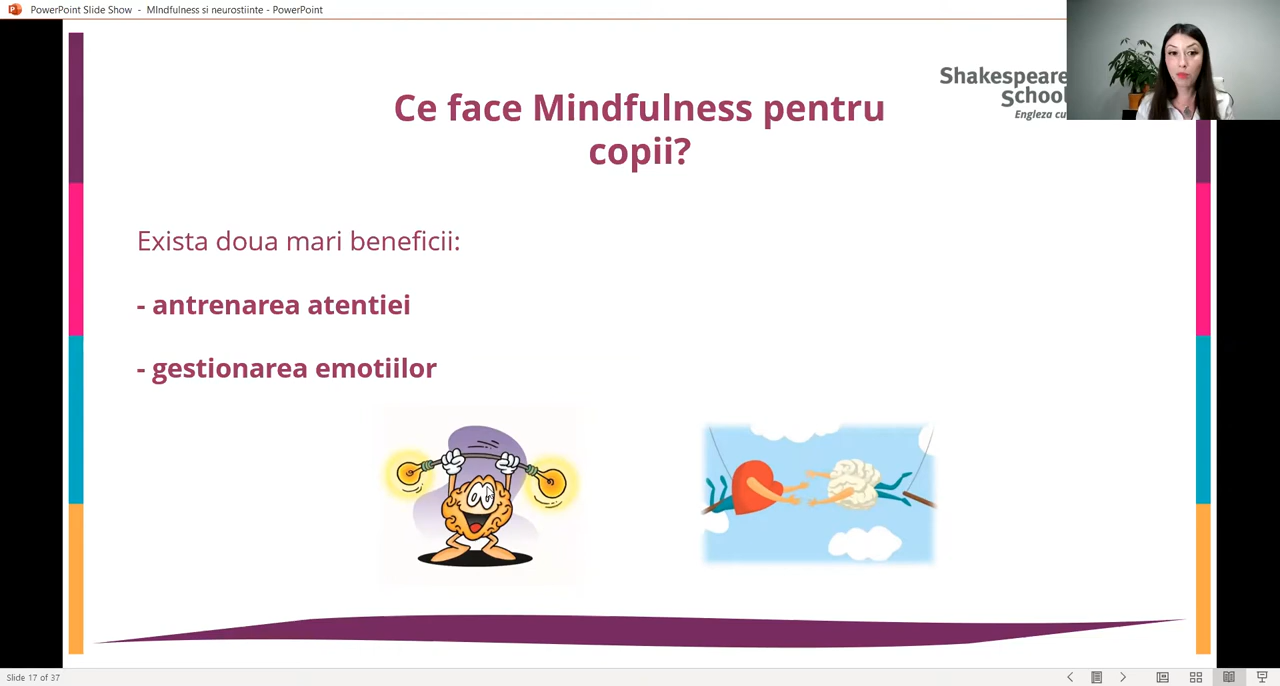 PowerPoint Slide Show - MIndfulness si neurostiinte - PowerPoint
Shakespeare
School
Engleza cu
Ce face Mindfulness pentru
copii?
Exista doua mari beneficii:
- antrenarea atentiei
- gestionarea emotiilor
Slide 17 of 37